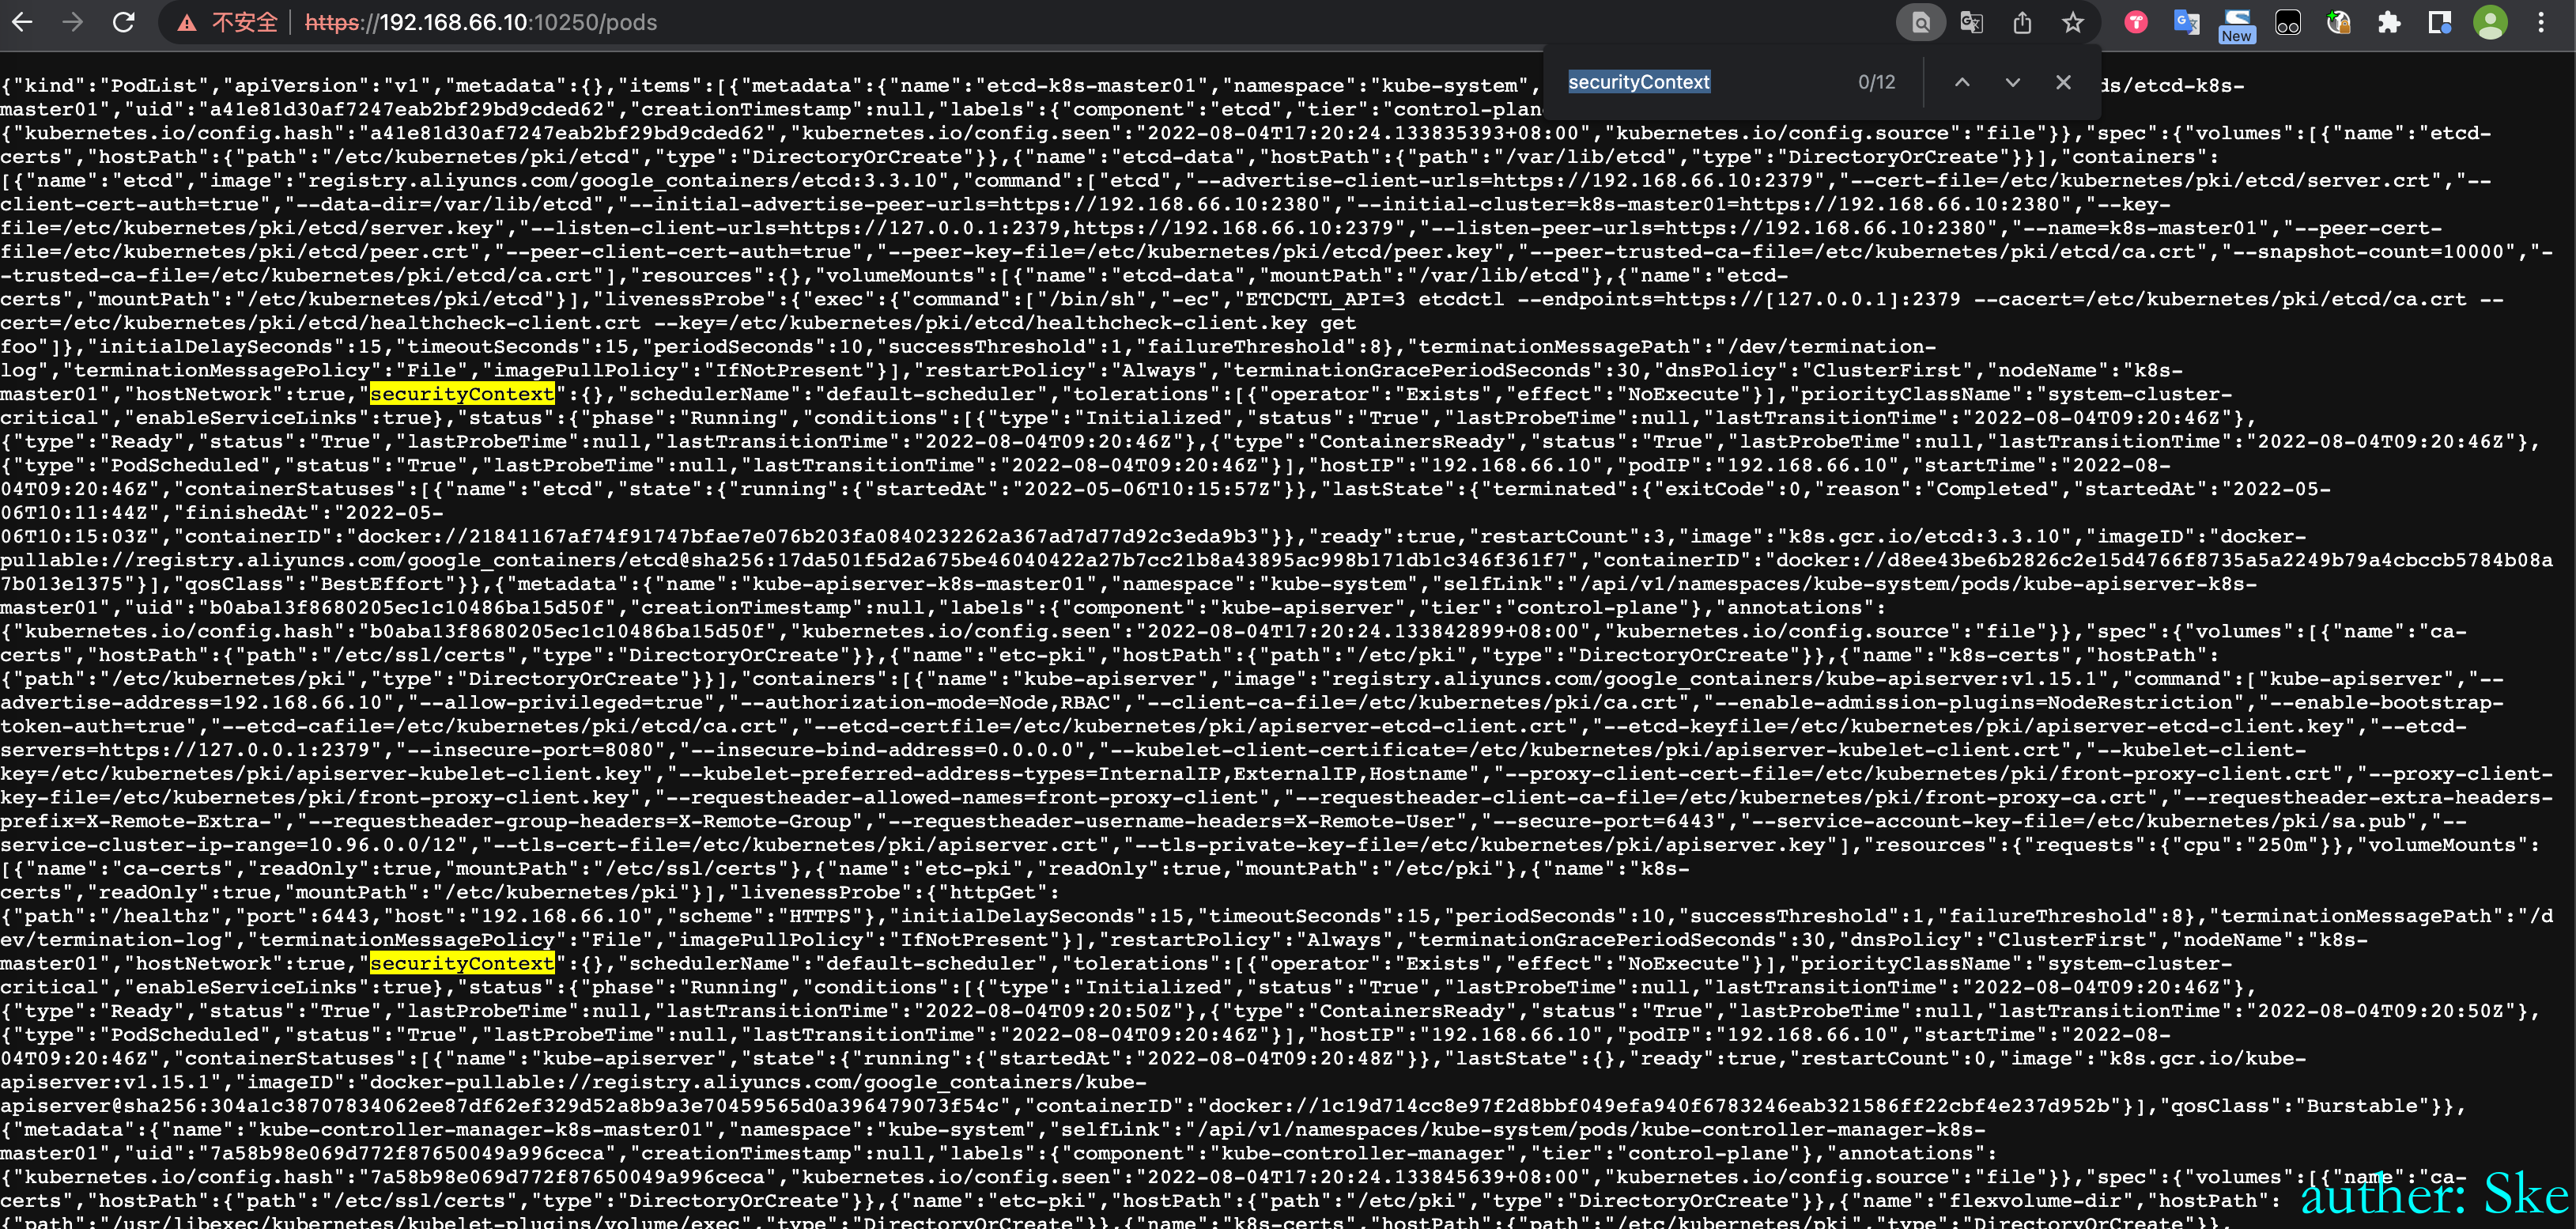 不安全 | https://192.168.66.10:10250/pods
New
securityContext 0/12
{"kind":"PodList","apiVersion":"v1","metadata":{},"items":[{"metadata":{"name":"etcd-k8s-master01","namespace":"kube-system", ds/etcd-k8s-
master01","uid":"a41e81d30af7247eab2bf29bd9cded62","creationTimestamp":null,"labels":{"component":"etcd","tier":"control-plan
{"kubernetes.io/config.hash":"a41e81d30af7247eab2bf29bd9cded62","kubernetes.io/config.seen":"2022-08-04T17:20:24.133835393+08:00","kubernetes.io/config.source":"file"}},"spec":{"volumes":[{"name":"etcd-
certs","hostPath":{"path":"/etc/kubernetes/pki/etcd","type":"DirectoryOrCreate"}},{"name":"etcd-data","hostPath":{"path":"/var/lib/etcd","type":"DirectoryOrCreate"}}],"containers":
[{"name":"etcd","image":"registry.aliyuncs.com/google_containers/etcd:3.3.10","command":["etcd","--advertise-client-urls=https://192.168.66.10:2379","--cert-file=/etc/kubernetes/pki/etcd/server.crt","--
client-cert-auth=true","--data-dir=/var/lib/etcd","--initial-advertise-peer-urls=https://192.168.66.10:2380","--initial-cluster=k8s-master01=https://192.168.66.10:2380","--key-
file=/etc/kubernetes/pki/etcd/server.key","--listen-client-urls=https://127.0.0.1:2379,https://192.168.66.10:2379","--listen-peer-urls=https://192.168.66.10:2380","--name=k8s-master01","--peer-cert-
file=/etc/kubernetes/pki/etcd/peer.crt","--peer-client-cert-auth=true","--peer-key-file=/etc/kubernetes/pki/etcd/peer.key","--peer-trusted-ca-file=/etc/kubernetes/pki/etcd/ca.crt","--snapshot-count=10000","-
-trusted-ca-file=/etc/kubernetes/pki/etcd/ca.crt"],"resources":{},"volumeMounts":[{"name":"etcd-data","mountPath":"/var/lib/etcd"},{"name":"etcd-
certs","mountPath":"/etc/kubernetes/pki/etcd"}],"livenessProbe":{"exec":{"command":["/bin/sh","-ec","ETCDCTL_API=3 etcdctl --endpoints=https://[127.0.0.1]:2379 --cacert=/etc/kubernetes/pki/etcd/ca.crt --
cert=/etc/kubernetes/pki/etcd/healthcheck-client.crt --key=/etc/kubernetes/pki/etcd/healthcheck-client.key get
foo"]},"initialDelaySeconds":15,"timeoutSeconds":15,"periodSeconds":10,"successThreshold":1,"failureThreshold":8},"terminationMessagePath":"/dev/termination-
log","terminationMessagePolicy":"File","imagePullPolicy":"IfNotPresent"}],"restartPolicy":"Always","terminationGracePeriodSeconds":30,"dnsPolicy":"ClusterFirst","nodeName":"k8s-
master01","hostNetwork":true,"securityContext":{},"schedulerName":"default-scheduler","tolerations":[{"operator":"Exists","effect":"NoExecute"}],"priorityClassName":"system-cluster-
critical","enableServiceLinks":true},"status":{"phase":"Running","conditions":[{"type":"Initialized","status":"True","lastProbeTime":null,"lastTransitionTime":"2022-08-04T09:20:46Z"},
{"type":"Ready","status":"True","lastProbeTime":null,"lastTransitionTime":"2022-08-04T09:20:46Z"},{"type":"ContainersReady","status":"True","lastProbeTime":null,"lastTransitionTime":"2022-08-04T09:20:46Z"},
{"type":"PodScheduled","status":"True","lastProbeTime":null,"lastTransitionTime":"2022-08-04T09:20:46Z"}],"hostIP":"192.168.66.10","podIP":"192.168.66.10","startTime":"2022-08-
04T09:20:46Z","containerStatuses":[{"name":"etcd","state":{"running":{"startedAt":"2022-05-06T10:15:57Z"}},"lastState":{"terminated":{"exitCode":0,"reason":"Completed","startedAt":"2022-05-
06T10:11:44Z","finishedAt":"2022-05-
06T10:15:03Z","containerID":"docker://21841167af74f91747bfae7e076b203fa0840232262a367ad7d77d92c3eda9b3"}},"ready":true,"restartCount":3,"image":"k8s.gcr.io/etcd:3.3.10","imageID":"docker-
pullable://registry.aliyuncs.com/google_containers/etcd@sha256:17da501f5d2a675be46040422a27b7cc21b8a43895ac998b171db1c346f361f7","containerID":"docker://d8ee43be6b2826c2e15d4766f8735a5a2249b79a4cbccb5784b08a
7b013e1375"}],"qosClass":"BestEffort"}},{"metadata":{"name":"kube-apiserver-k8s-master01","namespace":"kube-system","selfLink":"/api/v1/namespaces/kube-system/pods/kube-apiserver-k8s-
master01","uid":"b0aba13f8680205ec1c10486ba15d50f","creationTimestamp":null,"labels":{"component":"kube-apiserver","tier":"control-plane"},"annotations":
{"kubernetes.io/config.hash":"b0aba13f8680205ec1c10486ba15d50f","kubernetes.io/config.seen":"2022-08-04T17:20:24.133842899+08:00","kubernetes.io/config.source":"file"}},"spec":{"volumes":[{"name":"ca-
certs","hostPath":{"path":"/etc/ssl/certs","type":"DirectoryOrCreate"}},{"name":"etc-pki","hostPath":{"path":"/etc/pki","type":"DirectoryOrCreate"}},{"name":"k8s-certs","hostPath":
{"path":"/etc/kubernetes/pki","type":"DirectoryOrCreate"}}],"containers":[{"name":"kube-apiserver","image":"registry.aliyuncs.com/google_containers/kube-apiserver:v1.15.1","command":["kube-apiserver","--
advertise-address=192.168.66.10","--allow-privileged=true","--authorization-mode=Node,RBAC","--client-ca-file=/etc/kubernetes/pki/ca.crt","--enable-admission-plugins=NodeRestriction","--enable-bootstrap-
token-auth=true","--etcd-cafile=/etc/kubernetes/pki/etcd/ca.crt","--etcd-certfile=/etc/kubernetes/pki/apiserver-etcd-client.crt","--etcd-keyfile=/etc/kubernetes/pki/apiserver-etcd-client.key","--etcd-
servers=https://127.0.0.1:2379","--insecure-port=8080","--insecure-bind-address=0.0.0.0","--kubelet-client-certificate=/etc/kubernetes/pki/apiserver-kubelet-client.crt","--kubelet-client-
key=/etc/kubernetes/pki/apiserver-kubelet-client.key","--kubelet-preferred-address-types=InternalIP,ExternalIP,Hostname","--proxy-client-cert-file=/etc/kubernetes/pki/front-proxy-client.crt","--proxy-client-
key-file=/etc/kubernetes/pki/front-proxy-client.key","--requestheader-allowed-names=front-proxy-client","--requestheader-client-ca-file=/etc/kubernetes/pki/front-proxy-ca.crt","--requestheader-extra-headers-
prefix=X-Remote-Extra-","--requestheader-group-headers=X-Remote-Group","--requestheader-username-headers=X-Remote-User","--secure-port=6443","--service-account-key-file=/etc/kubernetes/pki/sa.pub","--
service-cluster-ip-range=10.96.0.0/12","--tls-cert-file=/etc/kubernetes/pki/apiserver.crt","--tls-private-key-file=/etc/kubernetes/pki/apiserver.key"],"resources":{"requests":{"cpu":"250m"}},"volumeMounts":
[{"name":"ca-certs","readOnly":true,"mountPath":"/etc/ssl/certs"},{"name":"etc-pki","readOnly":true,"mountPath":"/etc/pki"},{"name":"k8s-
certs","readOnly":true,"mountPath":"/etc/kubernetes/pki"}],"livenessProbe":{"httpGet":
{"path":"/healthz","port":6443,"host":"192.168.66.10","scheme":"HTTPS"},"initialDelaySeconds":15,"timeoutSeconds":15,"periodSeconds":10,"successThreshold":1,"failureThreshold":8},"terminationMessagePath":"/d
ev/termination-log","terminationMessagePolicy":"File","imagePullPolicy":"IfNotPresent"}],"restartPolicy":"Always","terminationGracePeriodSeconds":30,"dnsPolicy":"ClusterFirst","nodeName":"k8s-
master01","hostNetwork":true,"securityContext":{},"schedulerName":"default-scheduler","tolerations":[{"operator":"Exists","effect":"NoExecute"}],"priorityClassName":"system-cluster-
critical","enableServiceLinks":true},"status":{"phase":"Running","conditions":[{"type":"Initialized","status":"True","lastProbeTime":null,"lastTransitionTime":"2022-08-04T09:20:46Z"},
{"type":"Ready","status":"True","lastProbeTime":null,"lastTransitionTime":"2022-08-04T09:20:50Z"},{"type":"ContainersReady","status":"True","lastProbeTime":null,"lastTransitionTime":"2022-08-04T09:20:50Z"},
{"type":"PodScheduled","status":"True","lastProbeTime":null,"lastTransitionTime":"2022-08-04T09:20:46Z"}],"hostIP":"192.168.66.10","podIP":"192.168.66.10","startTime":"2022-08-
04T09:20:46Z","containerStatuses":[{"name":"kube-apiserver","state":{"running":{"startedAt":"2022-08-04T09:20:48Z"}},"lastState":{},"ready":true,"restartCount":0,"image":"k8s.gcr.io/kube-
apiserver:v1.15.1","imageID":"docker-pullable://registry.aliyuncs.com/google_containers/kube-
apiserver@sha256:304a1c38707834062ee87df62ef329d52a8b9a3e70459565d0a396479073f54c","containerID":"docker://1c19d714cc8e97f2d8bbf049efa940f6783246eab321586ff22cbf4e237d952b"}],"qosClass":"Burstable"}},
{"metadata":{"name":"kube-controller-manager-k8s-master01","namespace":"kube-system","selfLink":"/api/v1/namespaces/kube-system/pods/kube-controller-manager-k8s-
master01","uid":"7a58b98e069d772f87650049a996ceca","creationTimestamp":null,"labels":{"component":"kube-controller-manager","tier":"control-plane"},"annotations":
{"kubernetes.io/config.hash":"7a58b98e069d772f87650049a996ceca","kubernetes.io/config.seen":"2022-08-04T17:20:24.133845639+08:00","kubernetes.io/config.source":"file"}},"spec":{"volumes":[{"name":"ca-
certs","hostPath":{"path":"/etc/ssl/certs","type":"DirectoryOrCreate"}},{"name":"etc-pki","hostPath":{"path":"/etc/pki","type":"DirectoryOrCreate"}},{"name":"flexvolume-dir","hostPath":
{"path":"/usr/libexec/kubernetes/kubelet-plugins/volume/exec","type":"DirectoryOrCreate"}},{"name":"k8s-certs","hostPath":{"path":"/etc/kubernetes/pki","type":"DirectoryOrCreate"}},
auther: Ske